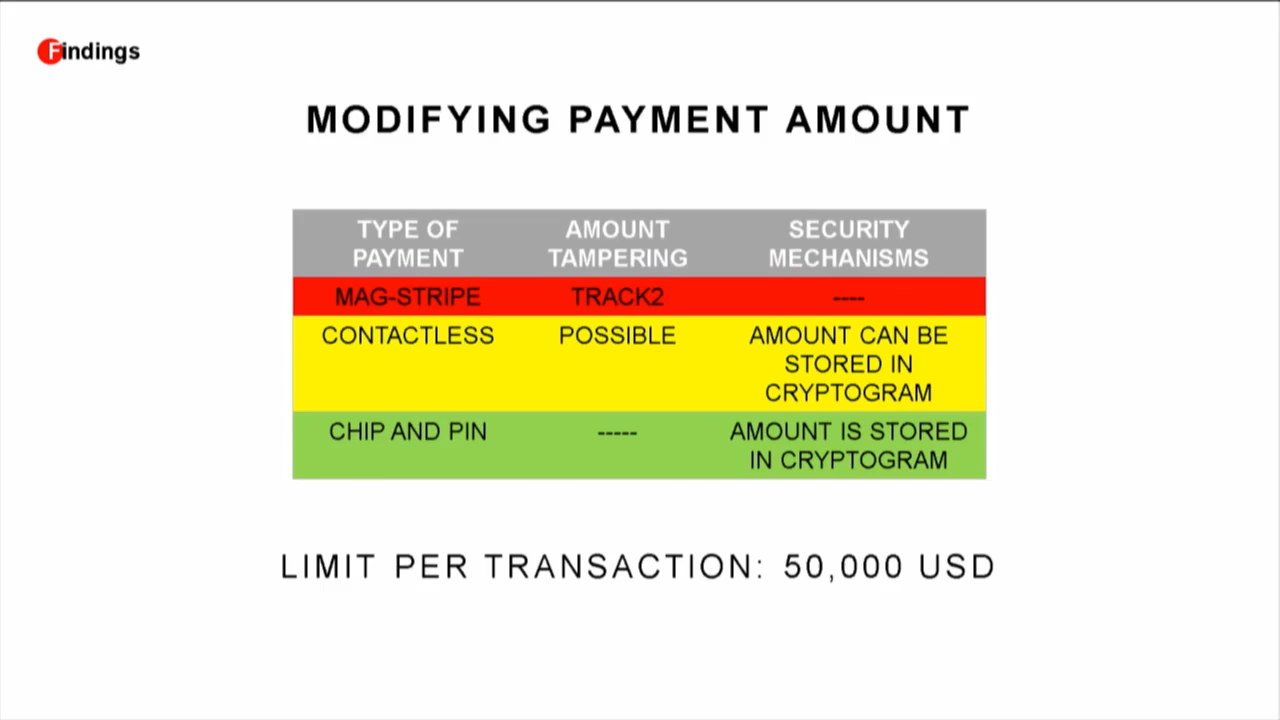 Findings
MODIFYING PAYMENT AMOUNT
TYPE OF
PAYMENT
AMOUNT
TAMPERING
SECURITY
MECHANISMS
MAG-STRIPE
TRACK2
----
CONTACTLESS
POSSIBLE
AMOUNT CAN BE
STORED IN
CRYPTOGRAM
CHIP AND PIN
-----
AMOUNT IS STORED
IN CRYPTOGRAM
LIMIT PER TRANSACTION: 50,000 USD